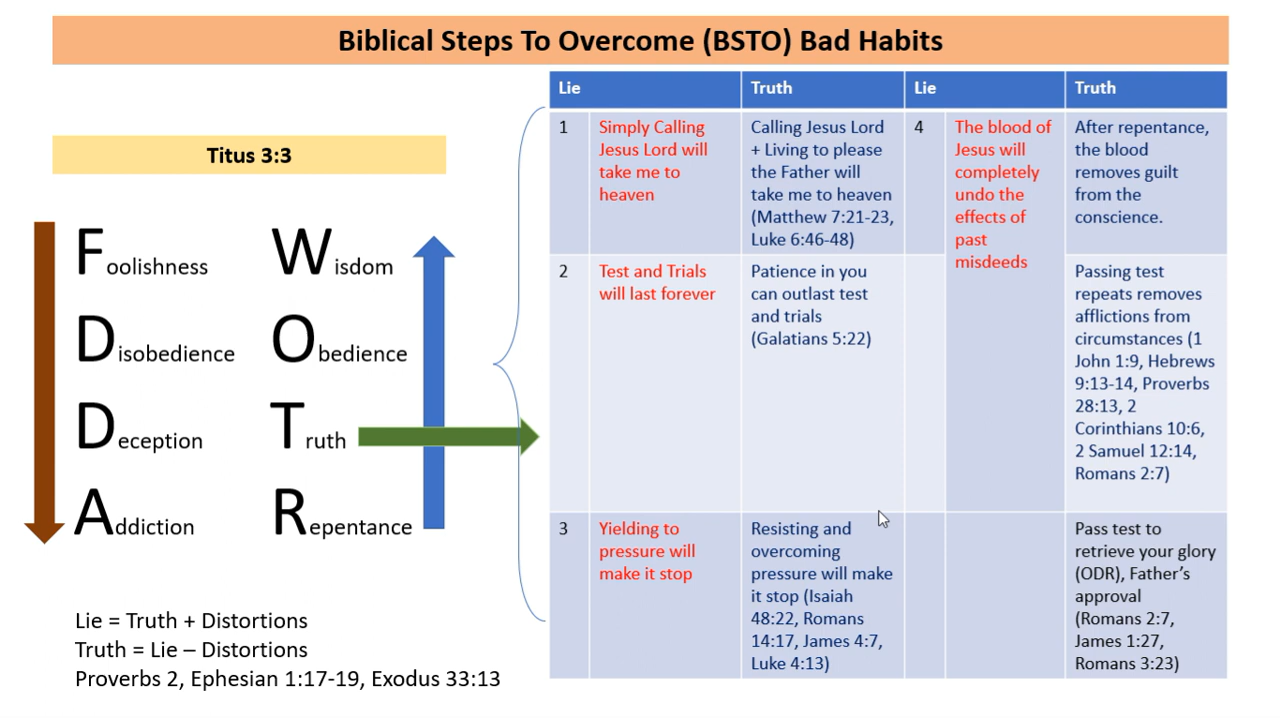 Biblical Steps To Overcome (BSTO) Bad Habits
Titus 3:3
Foolishness
Disobedience
Deception
Addiction
Wisdom
Obedience
Truth
Repentance
Lie = Truth + Distortions
Truth = Lie – Distortions
Proverbs 2, Ephesian 1:17-19, Exodus 33:13
Lie
Truth
Lie
Truth
1
Simply Calling
Jesus Lord will
take me to
heaven
Calling Jesus Lord
+ Living to please
the Father will
take me to heaven
(Matthew 7:21-23,
Luke 6:46-48)
4
The blood of
Jesus will
completely
undo the
effects of
past
misdeeds
After repentance,
the blood
removes guilt
from the
conscience.
2
Test and Trials
will last forever
Patience in you
can outlast test
and trials
(Galatians 5:22)
Passing test
repeats removes
afflictions from
circumstances (1
John 1:9, Hebrews
9:13-14, Proverbs
28:13, 2
Corinthians 10:6,
2 Samuel 12:14,
Romans 2:7)
3
Yielding to
pressure will
make it stop
Resisting and
overcoming
pressure will make
it stop (Isaiah
48:22, Romans
14:17, James 4:7,
Luke 4:13)
Pass test to
retrieve your glory
(ODR), Father’s
approval
(Romans 2:7,
James 1:27,
Romans 3:23)